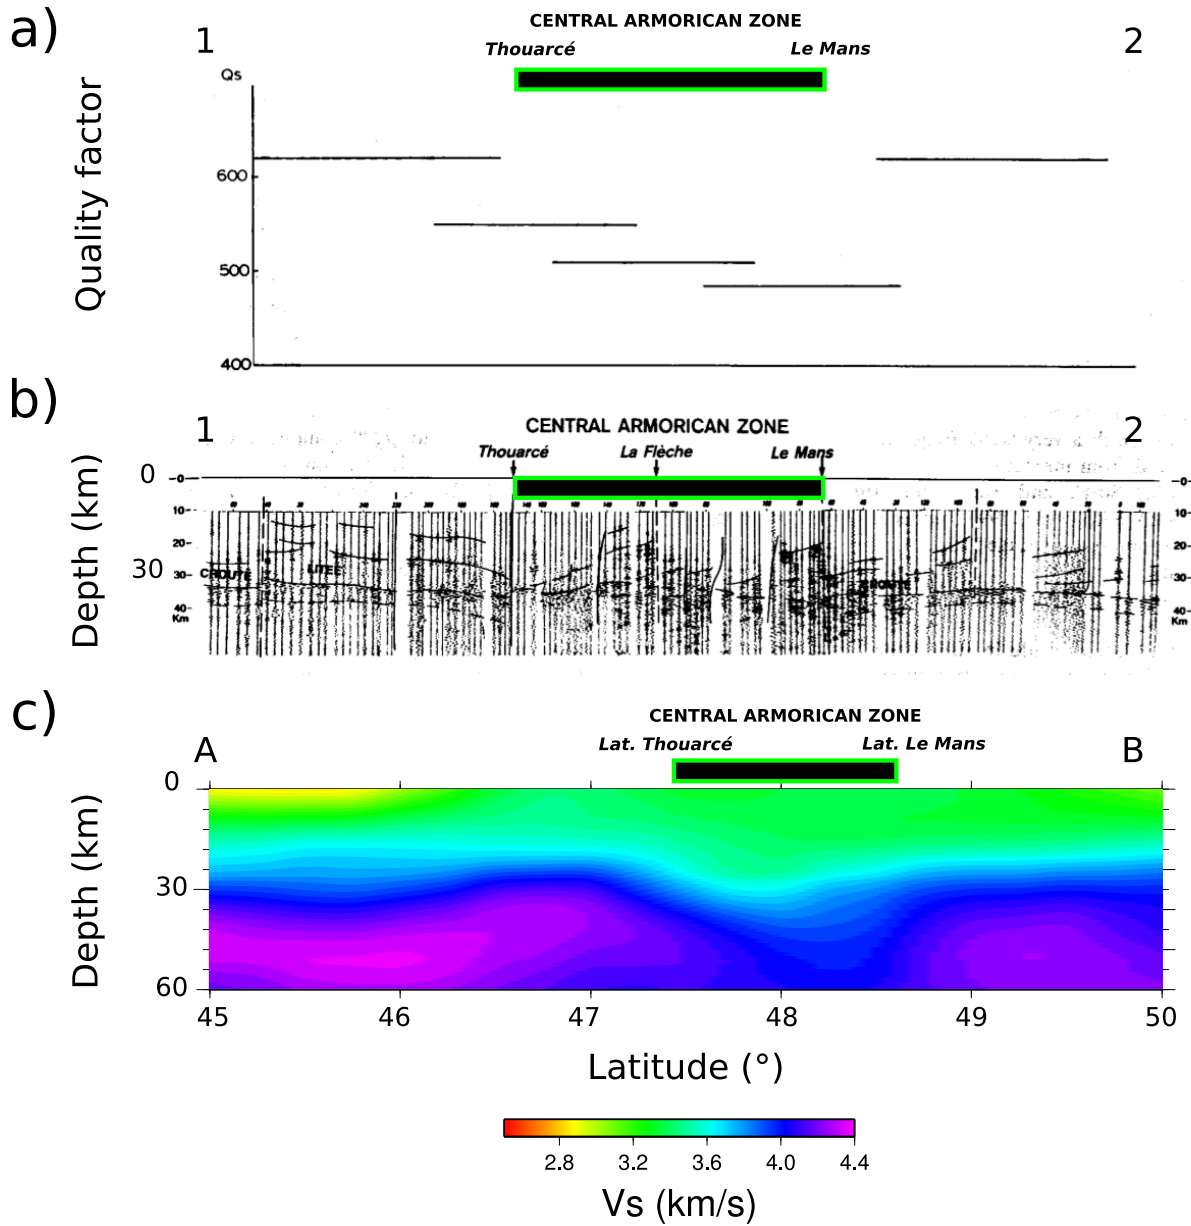 a)
CENTRAL ARMORICAN ZONE
1 Thouarcé Le Mans 2
Qs
Quality factor
600
500
400
b)
CENTRAL ARMORICAN ZONE
1 2
Thouarcé La Flèche Le Mans
Depth (km)
0 -0- -0-
10- 10-
20- 20-
30 30- 30-
CROUTE LITEE CROUTE
40 40-
Km Km
c)
CENTRAL ARMORICAN ZONE
A Lat. Thouarcé Lat. Le Mans B
Depth (km)
0
30
60
45 46 47 48 49 50
Latitude (°)
2.8 3.2 3.6 4.0 4.4
Vs (km/s)